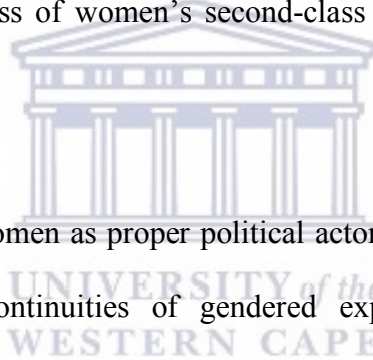 ss of women's second-class
omen as proper political actor
UNIVERSITY of the
ontinuities of gendered exp
WESTERN CAPE